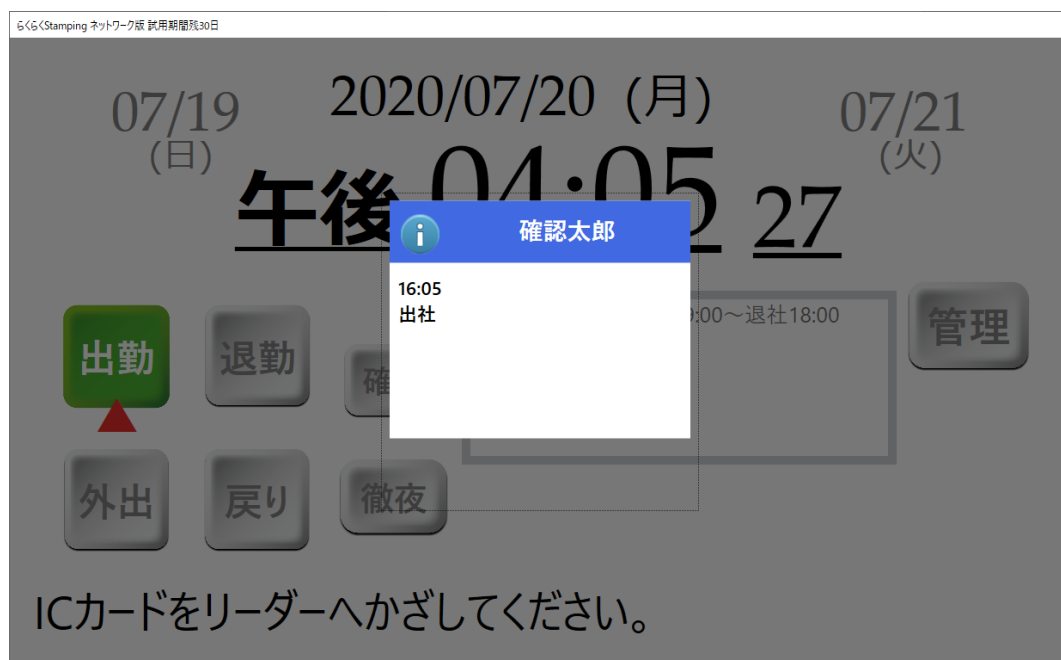 らくらくStamping ネットワーク版 試用期間残30日
07/19
(日)
2020/07/20 (月)
07/21
(火)
午後 04:05 27
確認太郎
16:05
出社
:00～退社18:00
出勤
退勤
確
管理
外出
戻り
徹夜
ICカードをリーダーへかざしてください。